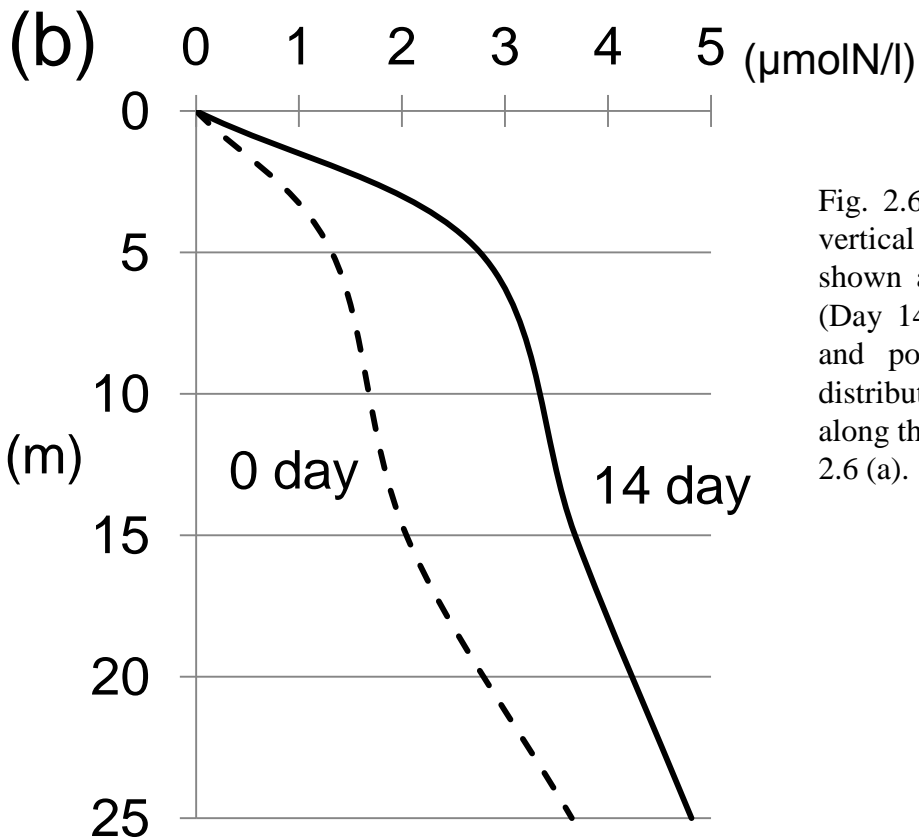 (b)
0 1 2 3 4 5 (µmolN/l)
0
5
10
(m)
15
20
25
0 day
14 day
Fig. 2.6
vertical
shown a
(Day 14
and po
distribut
along th
2.6 (a).